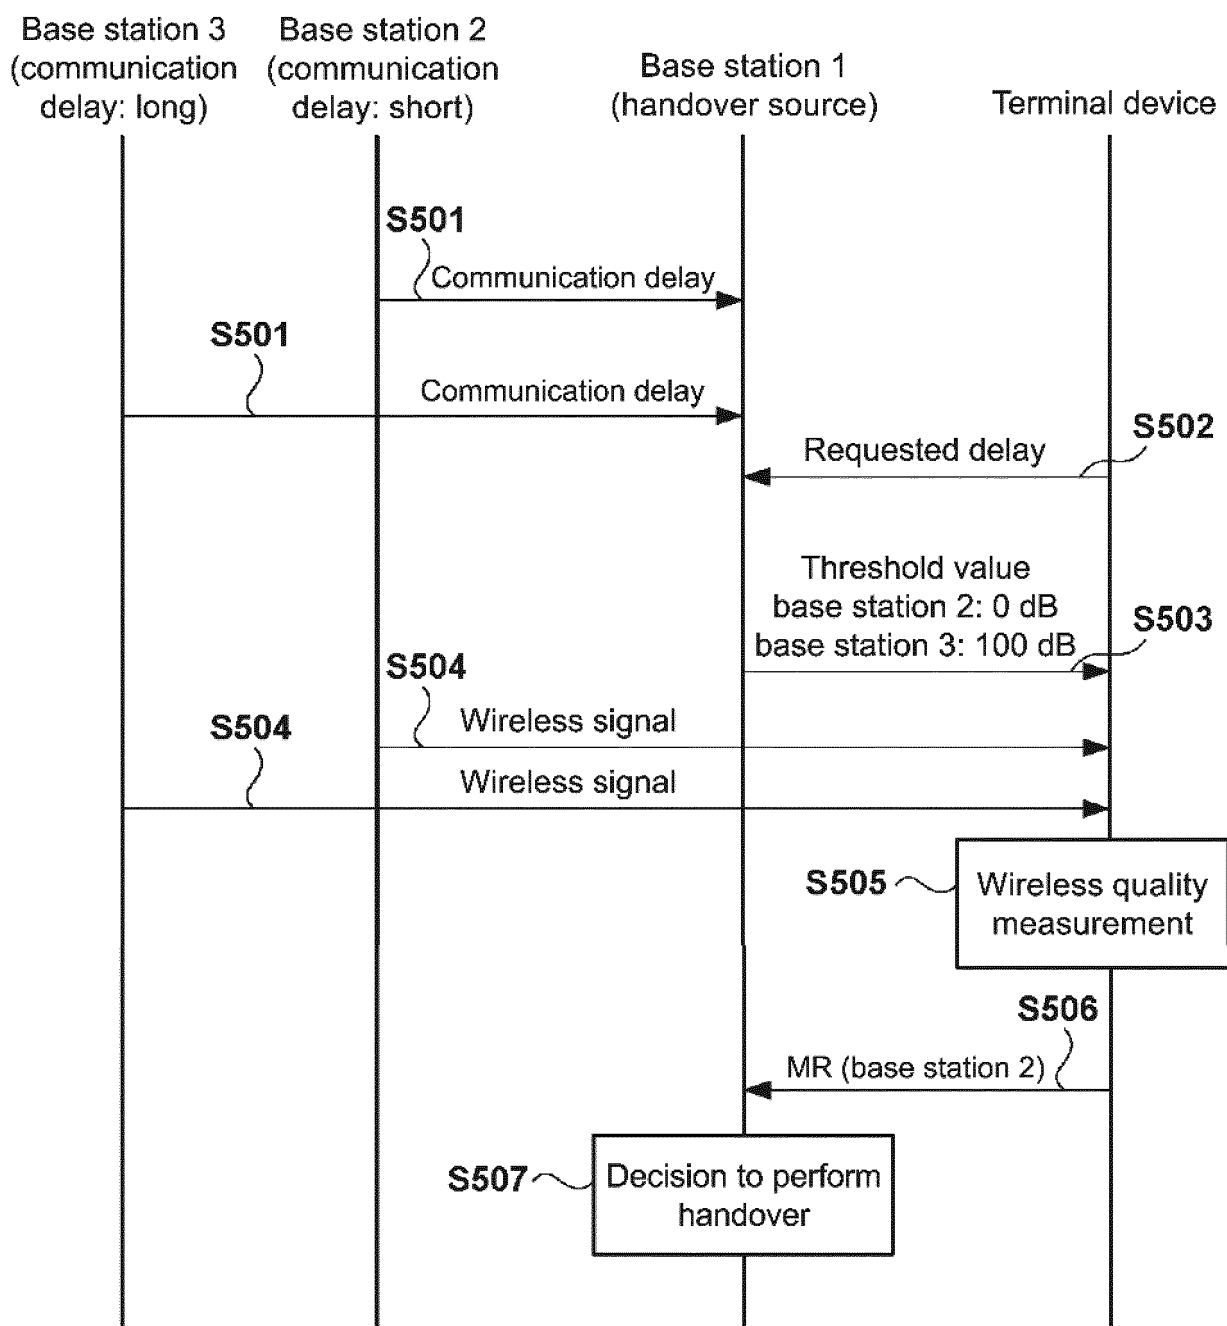 Base station 3
(communication
delay: long)
Base station 2
(communication
delay: short)
Base station 1
(handover source)
Terminal device
S501
Communication delay
S501
Communication delay
S502
Requested delay
Threshold value
base station 2: 0 dB
base station 3: 100 dB
S503
S504
Wireless signal
S504
Wireless signal
S505
Wireless quality
measurement
S506
MR (base station 2)
S507
Decision to perform
handover